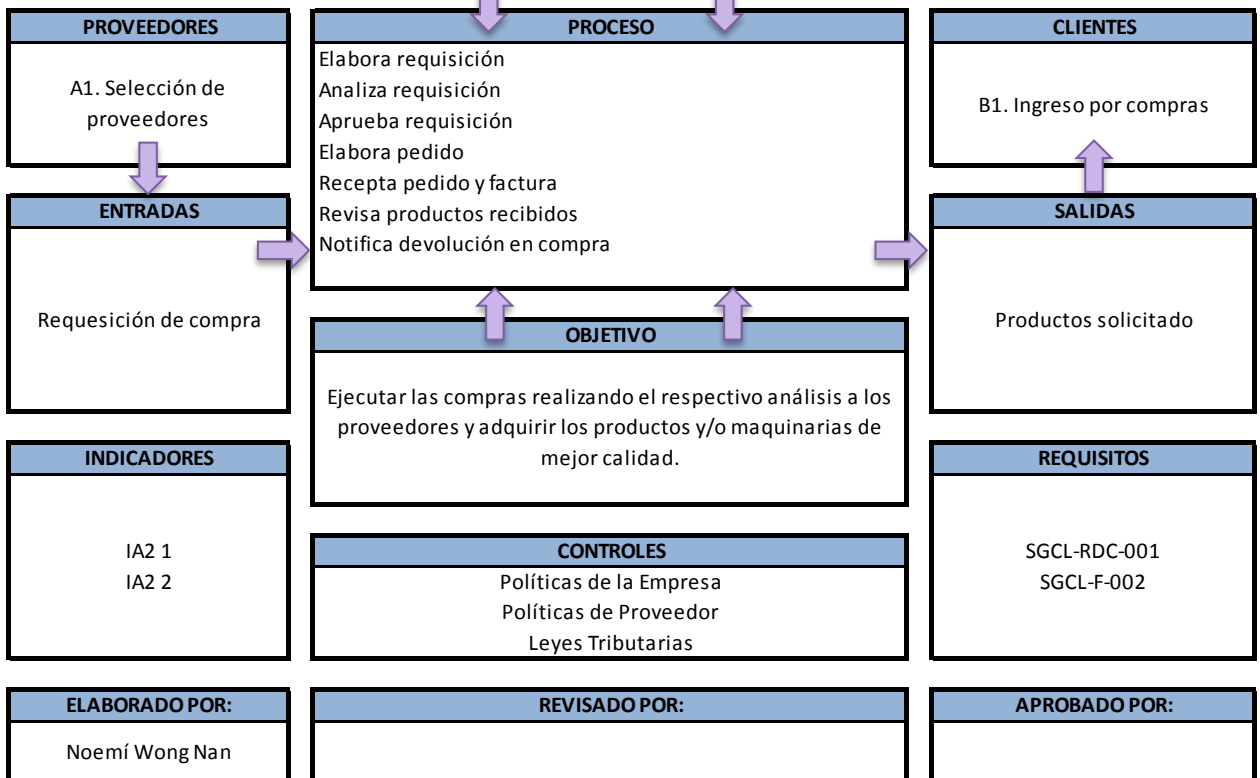 PROVEEDORES
A1. Selección de
proveedores
PROCESO
Elabora requisición
Analiza requisición
Aprueba requisición
Elabora pedido
Recepta pedido y factura
Revisa productos recibidos
Notifica devolución en compra
CLIENTES
B1. Ingreso por compras
ENTRADAS
Requesición de compra
SALIDAS
Productos solicitado
OBJETIVO
Ejecutar las compras realizando el respectivo análisis a los
proveedores y adquirir los productos y/o maquinarias de
mejor calidad.
INDICADORES
IA2 1
IA2 2
CONTROLES
Políticas de la Empresa
Políticas de Proveedor
Leyes Tributarias
REQUISITOS
SGCL-RDC-001
SGCL-F-002
ELABORADO POR:
Noemí Wong Nan
REVISADO POR:
APROBADO POR: